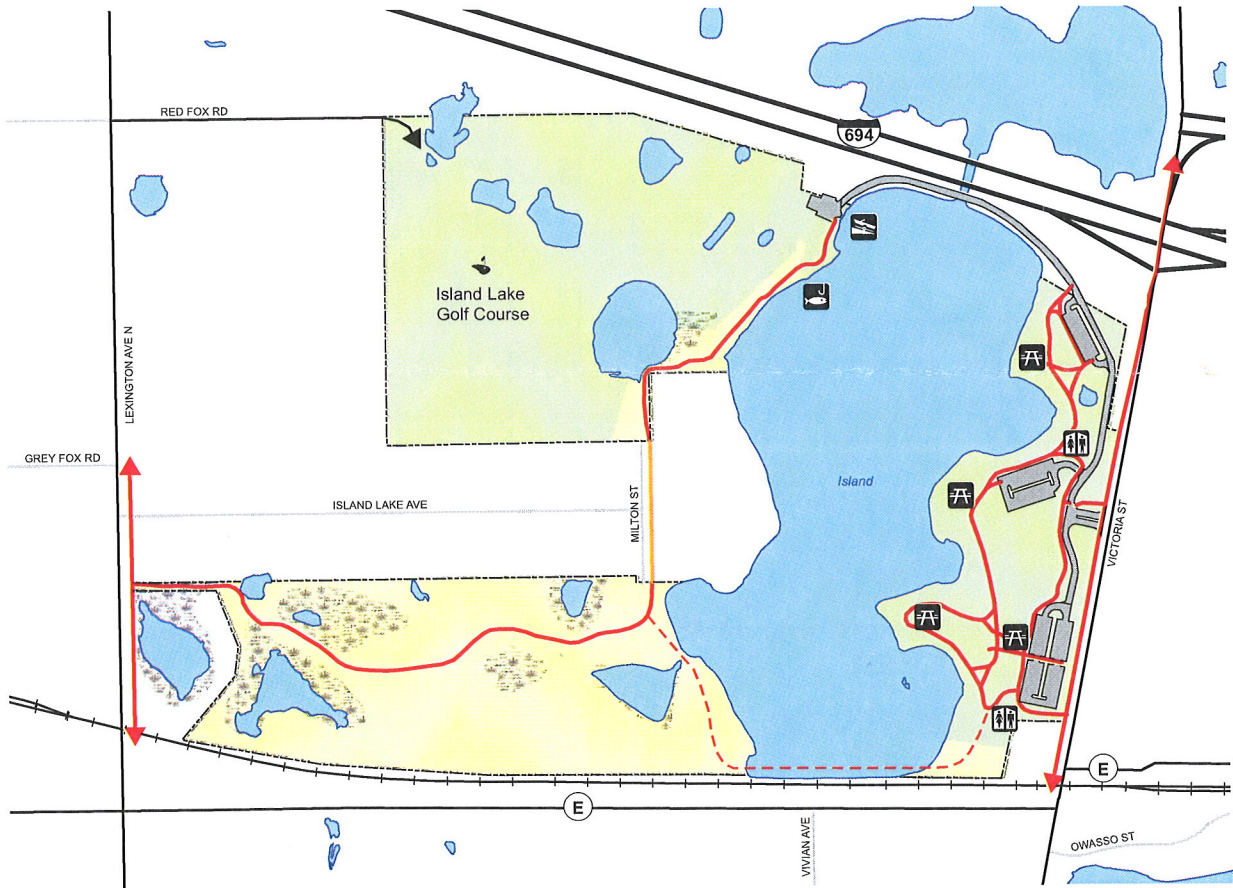 RED FOX RD
694
Island Lake
Golf Course
LEXINGTON AVE N
GREY FOX RD
ISLAND LAKE AVE
MILTON ST
Island
VICTORIA ST
E
E
VIVIAN AVE
OWASSO ST